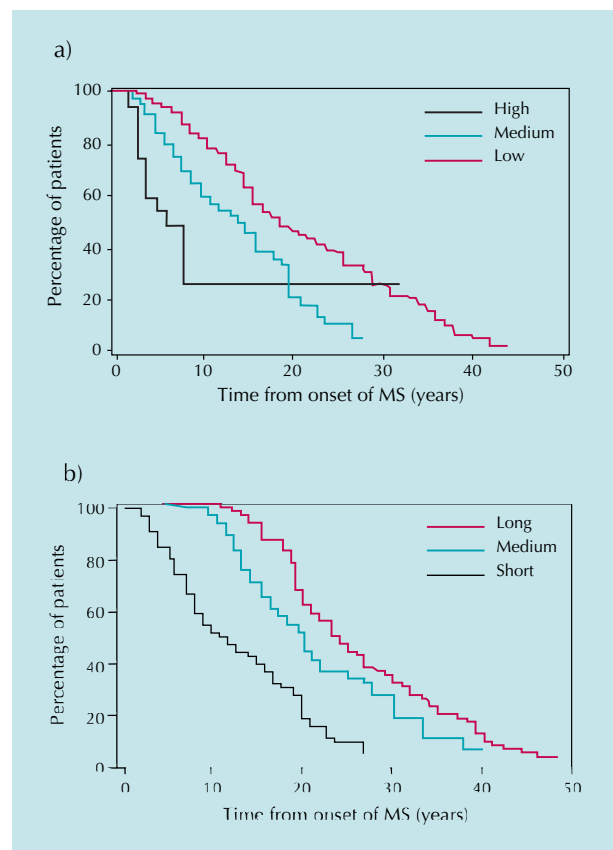 a)
Percentage of patients
100
80
60
40
20
0
High
Medium
Low
0 10 20 30 40 50
Time from onset of MS (years)
b)
Percentage of patients
100
80
60
40
20
0
Long
Medium
Short
0 10 20 30 40 50
Time from onset of MS (years)